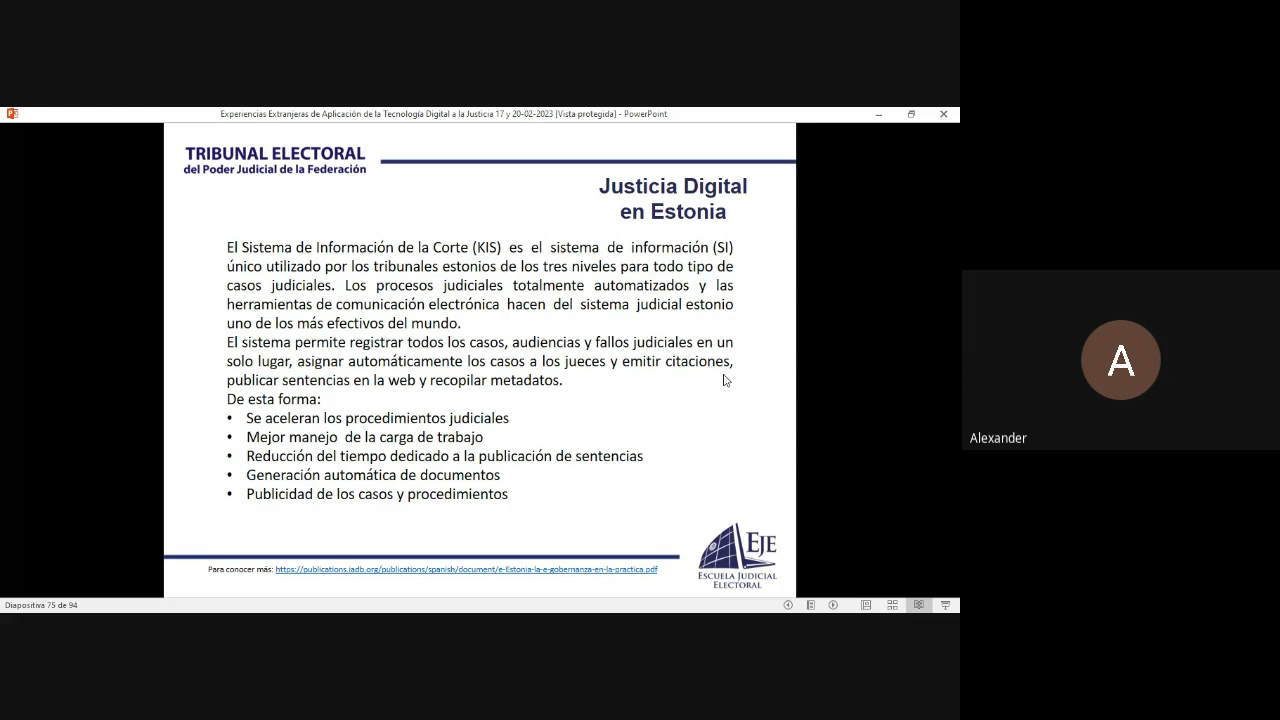 Experiencias Extranjeras de Aplicación de la Tecnología Digital a la Justicia 17 y 20-02-2023 [Vista protegida] - PowerPoint
TRIBUNAL ELECTORAL
del Poder Judicial de la Federación
Justicia Digital
en Estonia
El Sistema de Información de la Corte (KIS) es el sistema de información (SI)
único utilizado por los tribunales estonios de los tres niveles para todo tipo de
casos judiciales. Los procesos judiciales totalmente automatizados y las
herramientas de comunicación electrónica hacen del sistema judicial estonio
uno de los más efectivos del mundo.
El sistema permite registrar todos los casos, audiencias y fallos judiciales en un
solo lugar, asignar automáticamente los casos a los jueces y emitir citaciones,
publicar sentencias en la web y recopilar metadatos.
De esta forma:
• Se aceleran los procedimientos judiciales
• Mejor manejo de la carga de trabajo
• Reducción del tiempo dedicado a la publicación de sentencias
• Generación automática de documentos
• Publicidad de los casos y procedimientos
EJE
ESCUELA JUDICIAL
ELECTORAL
Para conocer más: https://publications.iadb.org/publications/spanish/document/e-Estonia-la-e-gobernanza-en-la-practica.pdf
Diapositiva 75 de 94
A
Alexander